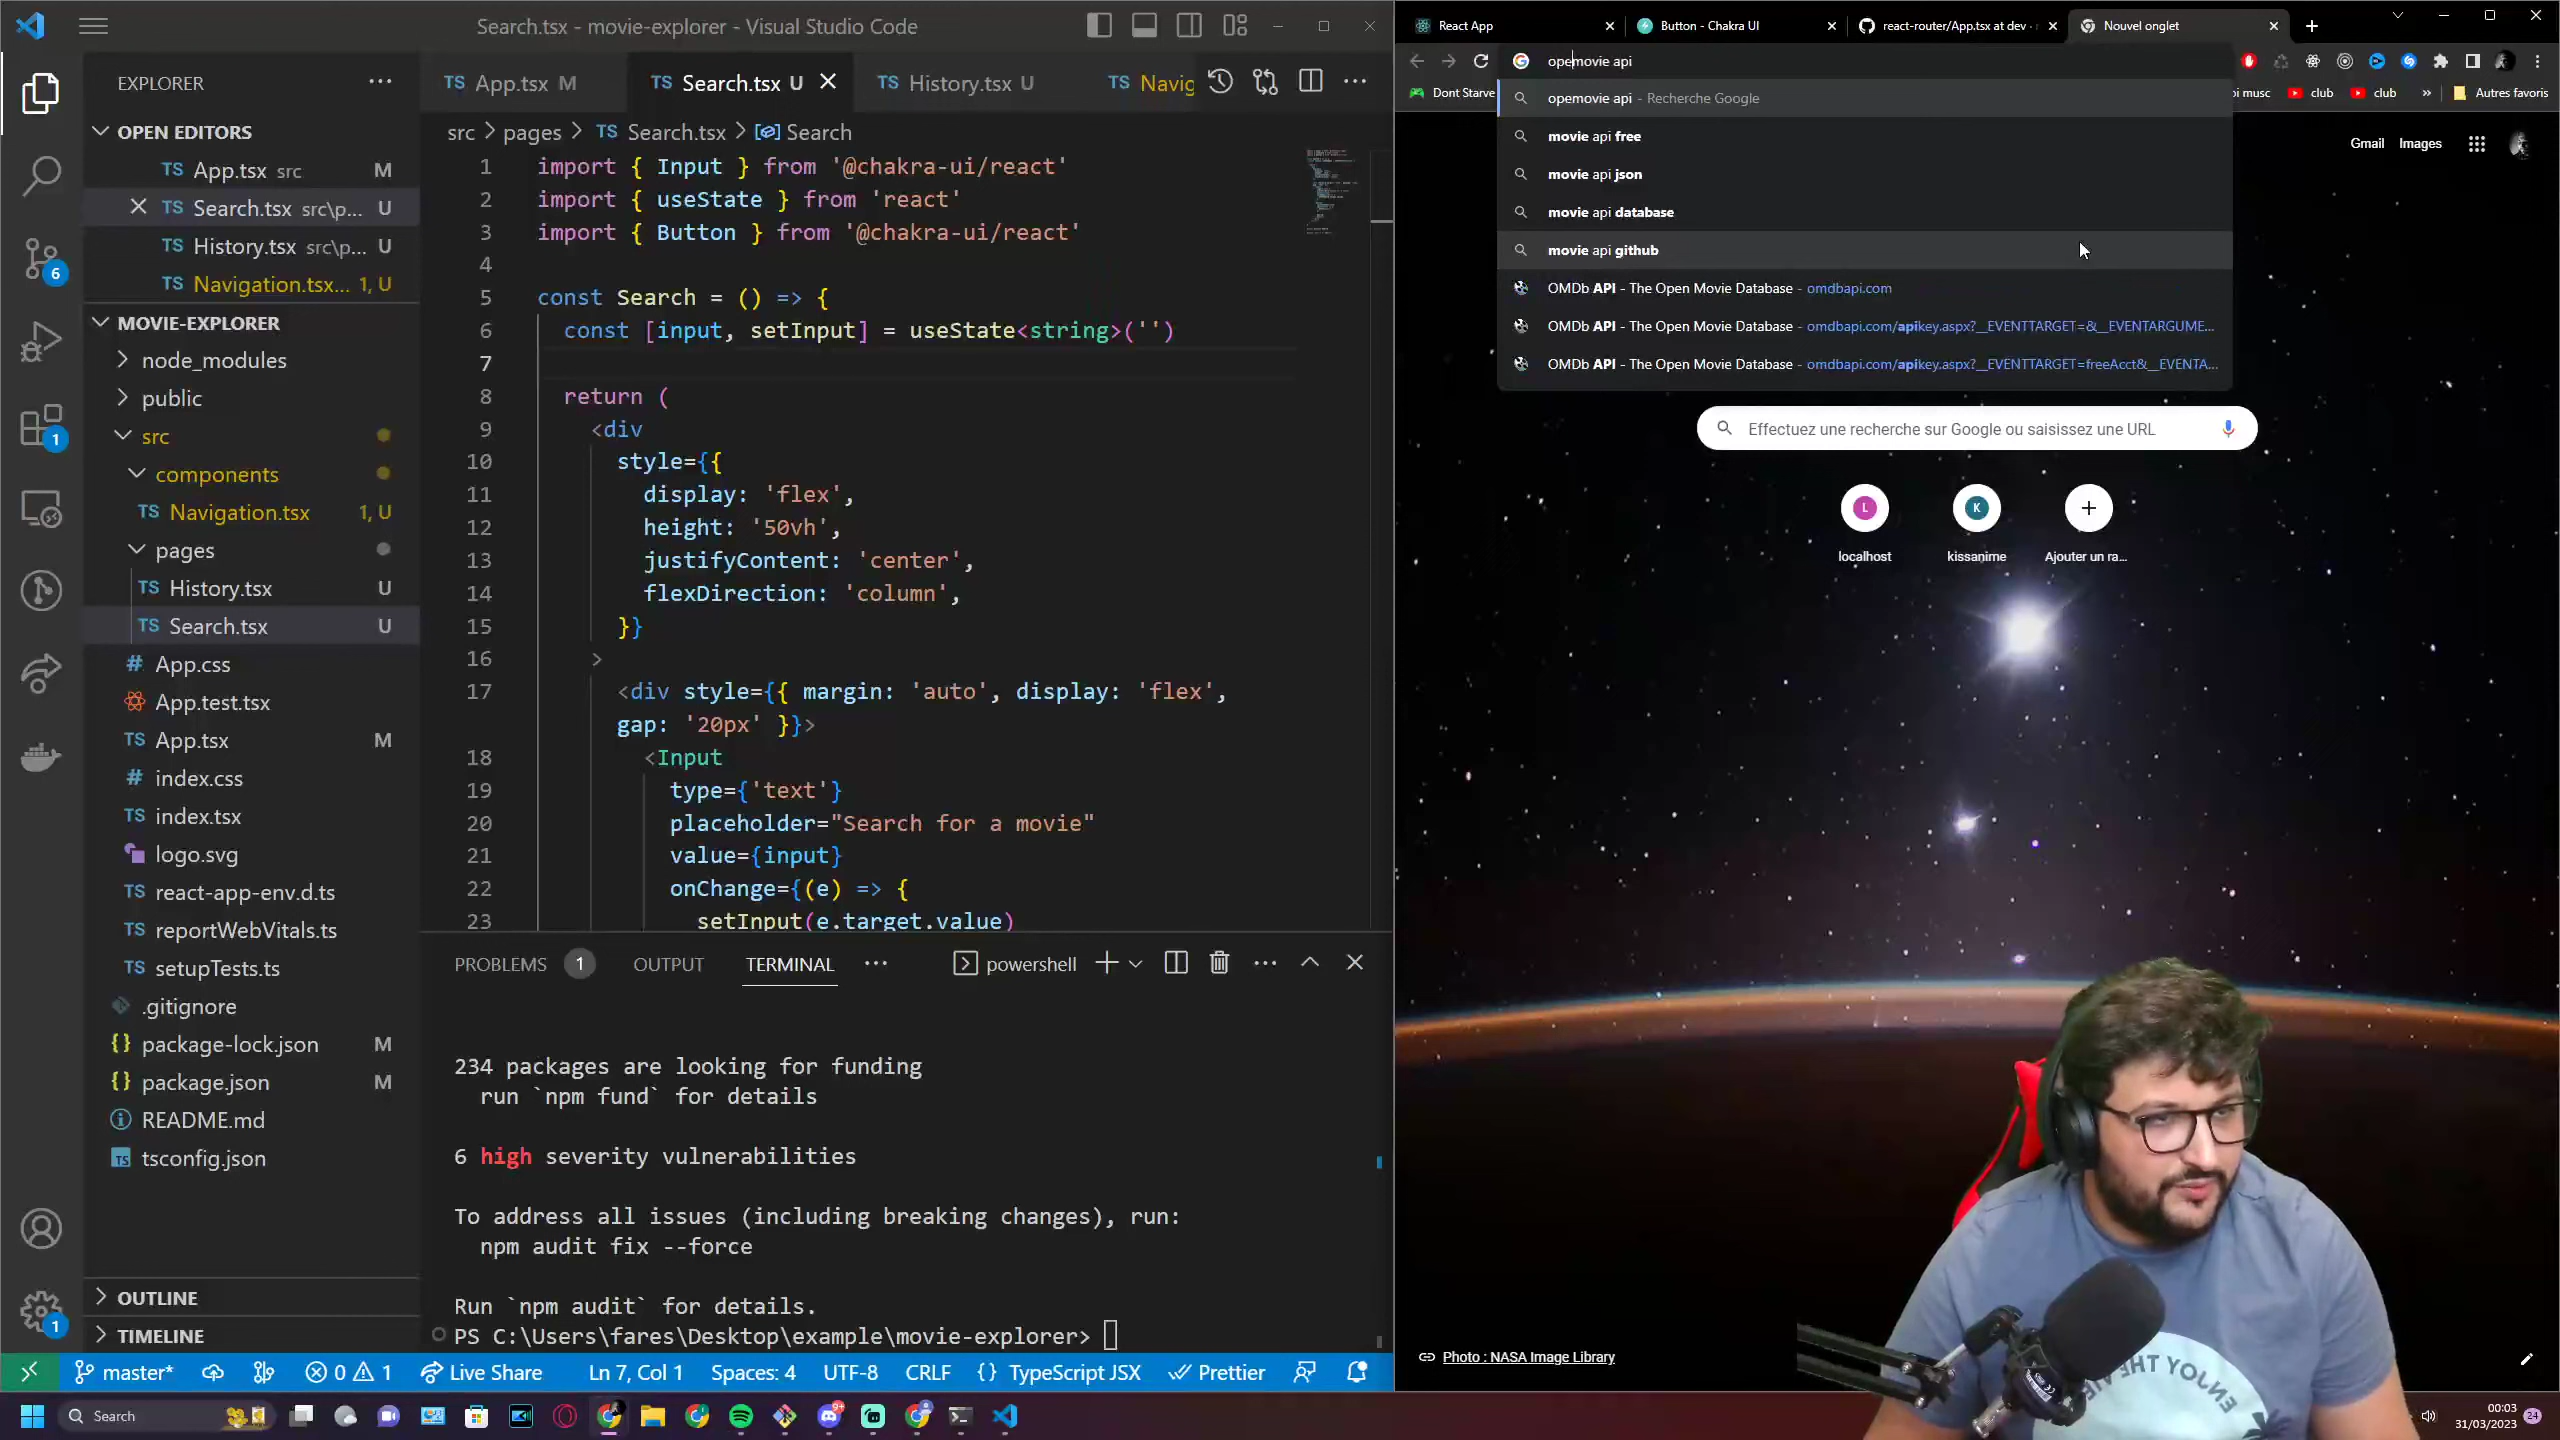 Search.tsx - movie-explorer - Visual Studio Code
EXPLORER
OPEN EDITORS
TS App.tsx src M
TS Search.tsx src\p... U
TS History.tsx src\p... U
TS Navigation.tsx... 1, U
MOVIE-EXPLORER
node_modules
public
src
components
TS Navigation.tsx 1, U
pages
TS History.tsx U
TS Search.tsx U
# App.css
App.test.tsx
TS App.tsx M
# index.css
TS index.tsx
logo.svg
TS react-app-env.d.ts
TS reportWebVitals.ts
TS setupTests.ts
.gitignore
{} package-lock.json M
{} package.json M
README.md
TS tsconfig.json
OUTLINE
TIMELINE
6
1
1
TS App.tsx M
TS Search.tsx U
TS History.tsx U
TS Navig
src > pages > TS Search.tsx > Search
1 import { Input } from '@chakra-ui/react'
2 import { useState } from 'react'
3 import { Button } from '@chakra-ui/react'
4
5 const Search = () => {
6 const [input, setInput] = useState<string>('')
7
8 return (
9 <div
10 style={{
11 display: 'flex',
12 height: '50vh',
13 justifyContent: 'center',
14 flexDirection: 'column',
15 }}
16 >
17 <div style={{ margin: 'auto', display: 'flex',
gap: '20px' }}>
18 <Input
19 type={'text'}
20 placeholder="Search for a movie"
21 value={input}
22 onChange={(e) => {
23 setInput(e.target.value)
PROBLEMS 1 OUTPUT TERMINAL powershell
234 packages are looking for funding
run `npm fund` for details
6 high severity vulnerabilities
To address all issues (including breaking changes), run:
npm audit fix --force
Run `npm audit` for details.
PS C:\Users\fares\Desktop\example\movie-explorer>
master* 0 1 Live Share Ln 7, Col 1 Spaces: 4 UTF-8 CRLF {} TypeScript JSX Prettier
React App
Button - Chakra UI
react-router/App.tsx at dev ·
Nouvel onglet
opemovie api
Dont Starve
musc
club
club
Autres favoris
opemovie api - Recherche Google
movie api free
movie api json
movie api database
movie api github
OMDb API - The Open Movie Database - omdbapi.com
OMDb API - The Open Movie Database - omdbapi.com/apikey.aspx?__EVENTTARGET=&__EVENTARGUME...
OMDb API - The Open Movie Database - omdbapi.com/apikey.aspx?__EVENTTARGET=freeAcct&__EVENTA...
Gmail Images
Effectuez une recherche sur Google ou saisissez une URL
L
K
localhost
kissanime
Ajouter un ra...
Photo : NASA Image Library
ENJOY THE
Search
9+
00:03
31/03/2023
24